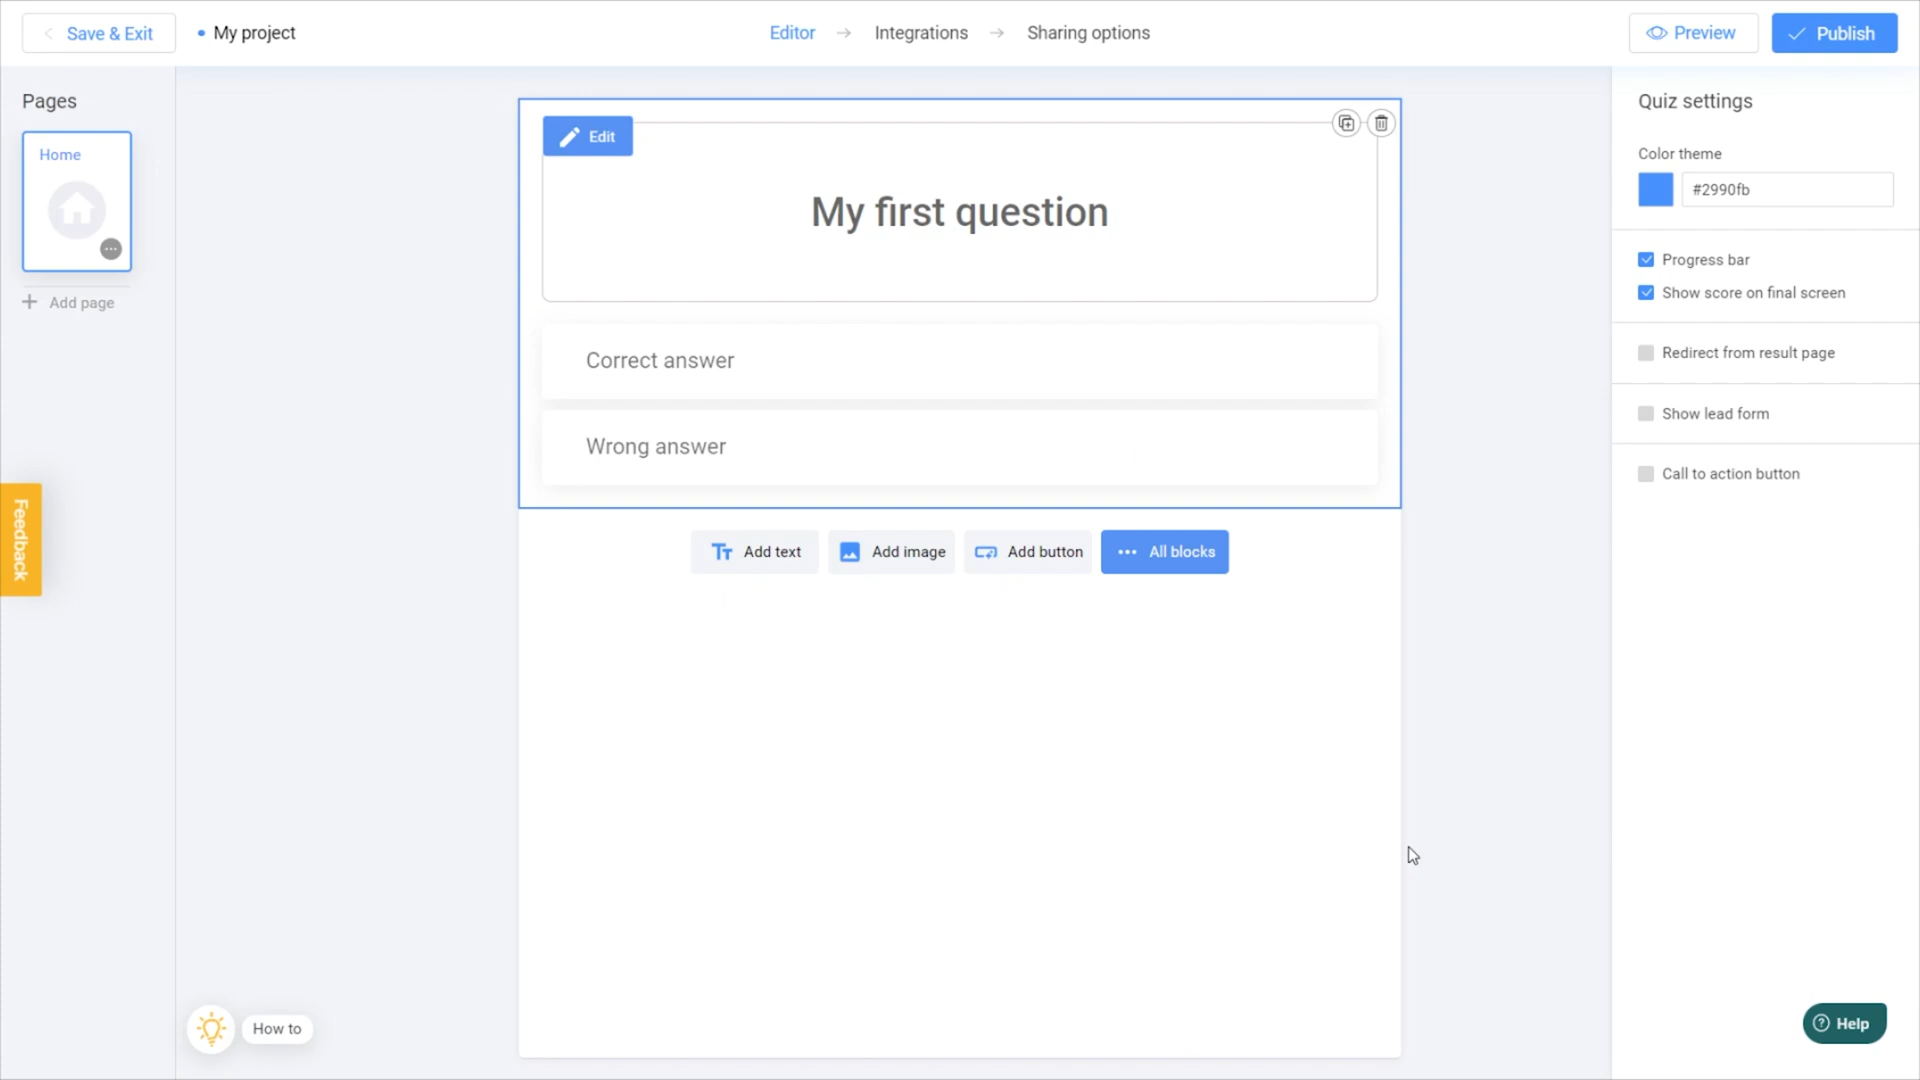 Save & Exit
My project
Editor
Integrations
Sharing options
Preview
Publish
Pages
Home
Add page
Feedback
Edit
My first question
Correct answer
Wrong answer
Add text
Add image
Add button
All blocks
Quiz settings
Color theme
#2990fb
Progress bar
Show score on final screen
Redirect from result page
Show lead form
Call to action button
How to
Help